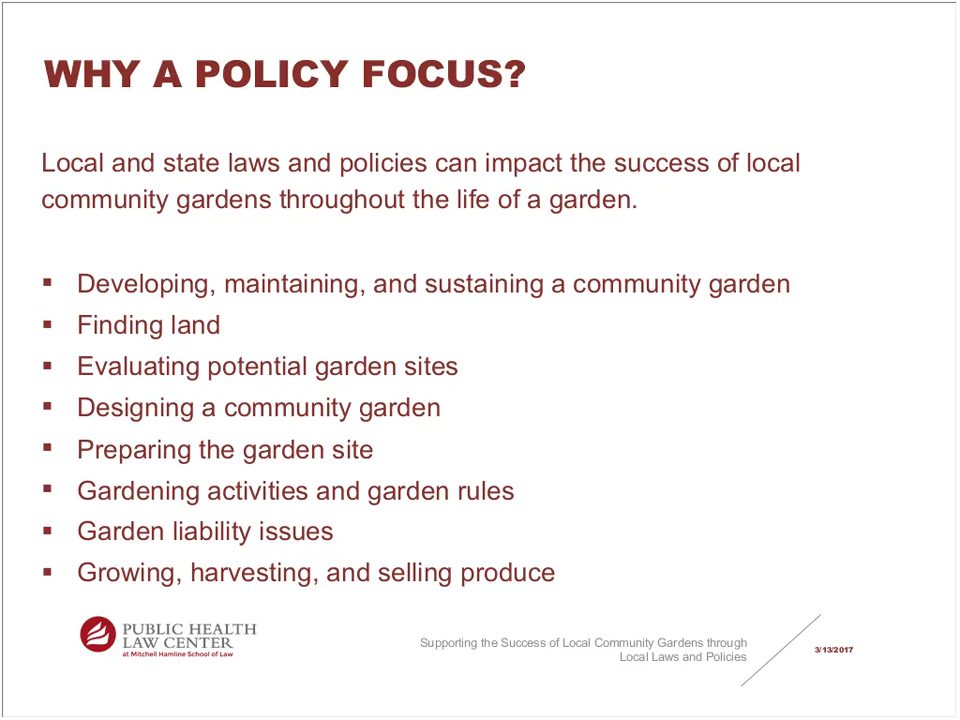 WHY A POLICY FOCUS?
Local and state laws and policies can impact the success of local
community gardens throughout the life of a garden.
▪ Developing, maintaining, and sustaining a community garden
▪ Finding land
▪ Evaluating potential garden sites
▪ Designing a community garden
▪ Preparing the garden site
▪ Gardening activities and garden rules
▪ Garden liability issues
▪ Growing, harvesting, and selling produce
PUBLIC HEALTH
LAW CENTER
at Mitchell Hamline School of Law
Supporting the Success of Local Community Gardens through
Local Laws and Policies
3/13/2017